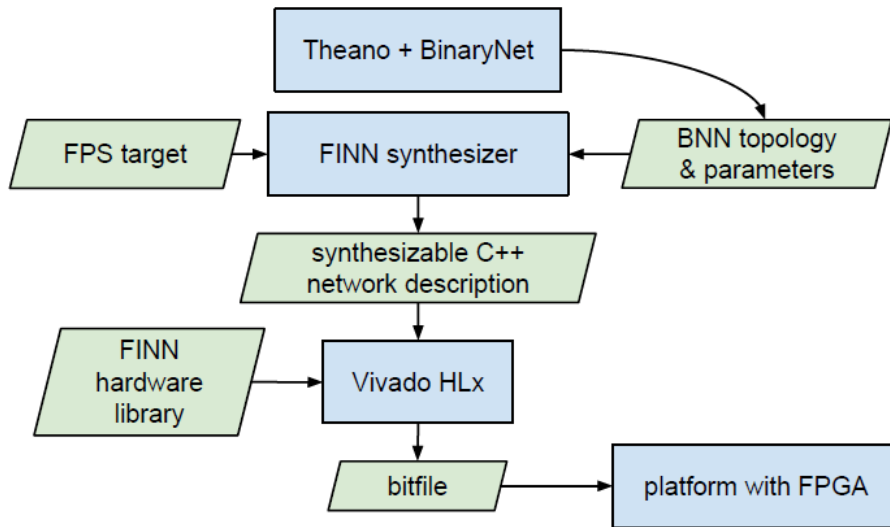 Theano + BinaryNet
FPS target
FINN synthesizer
BNN topology
& parameters
synthesizable C++
network description
FINN
hardware
library
Vivado HLx
bitfile
platform with FPGA